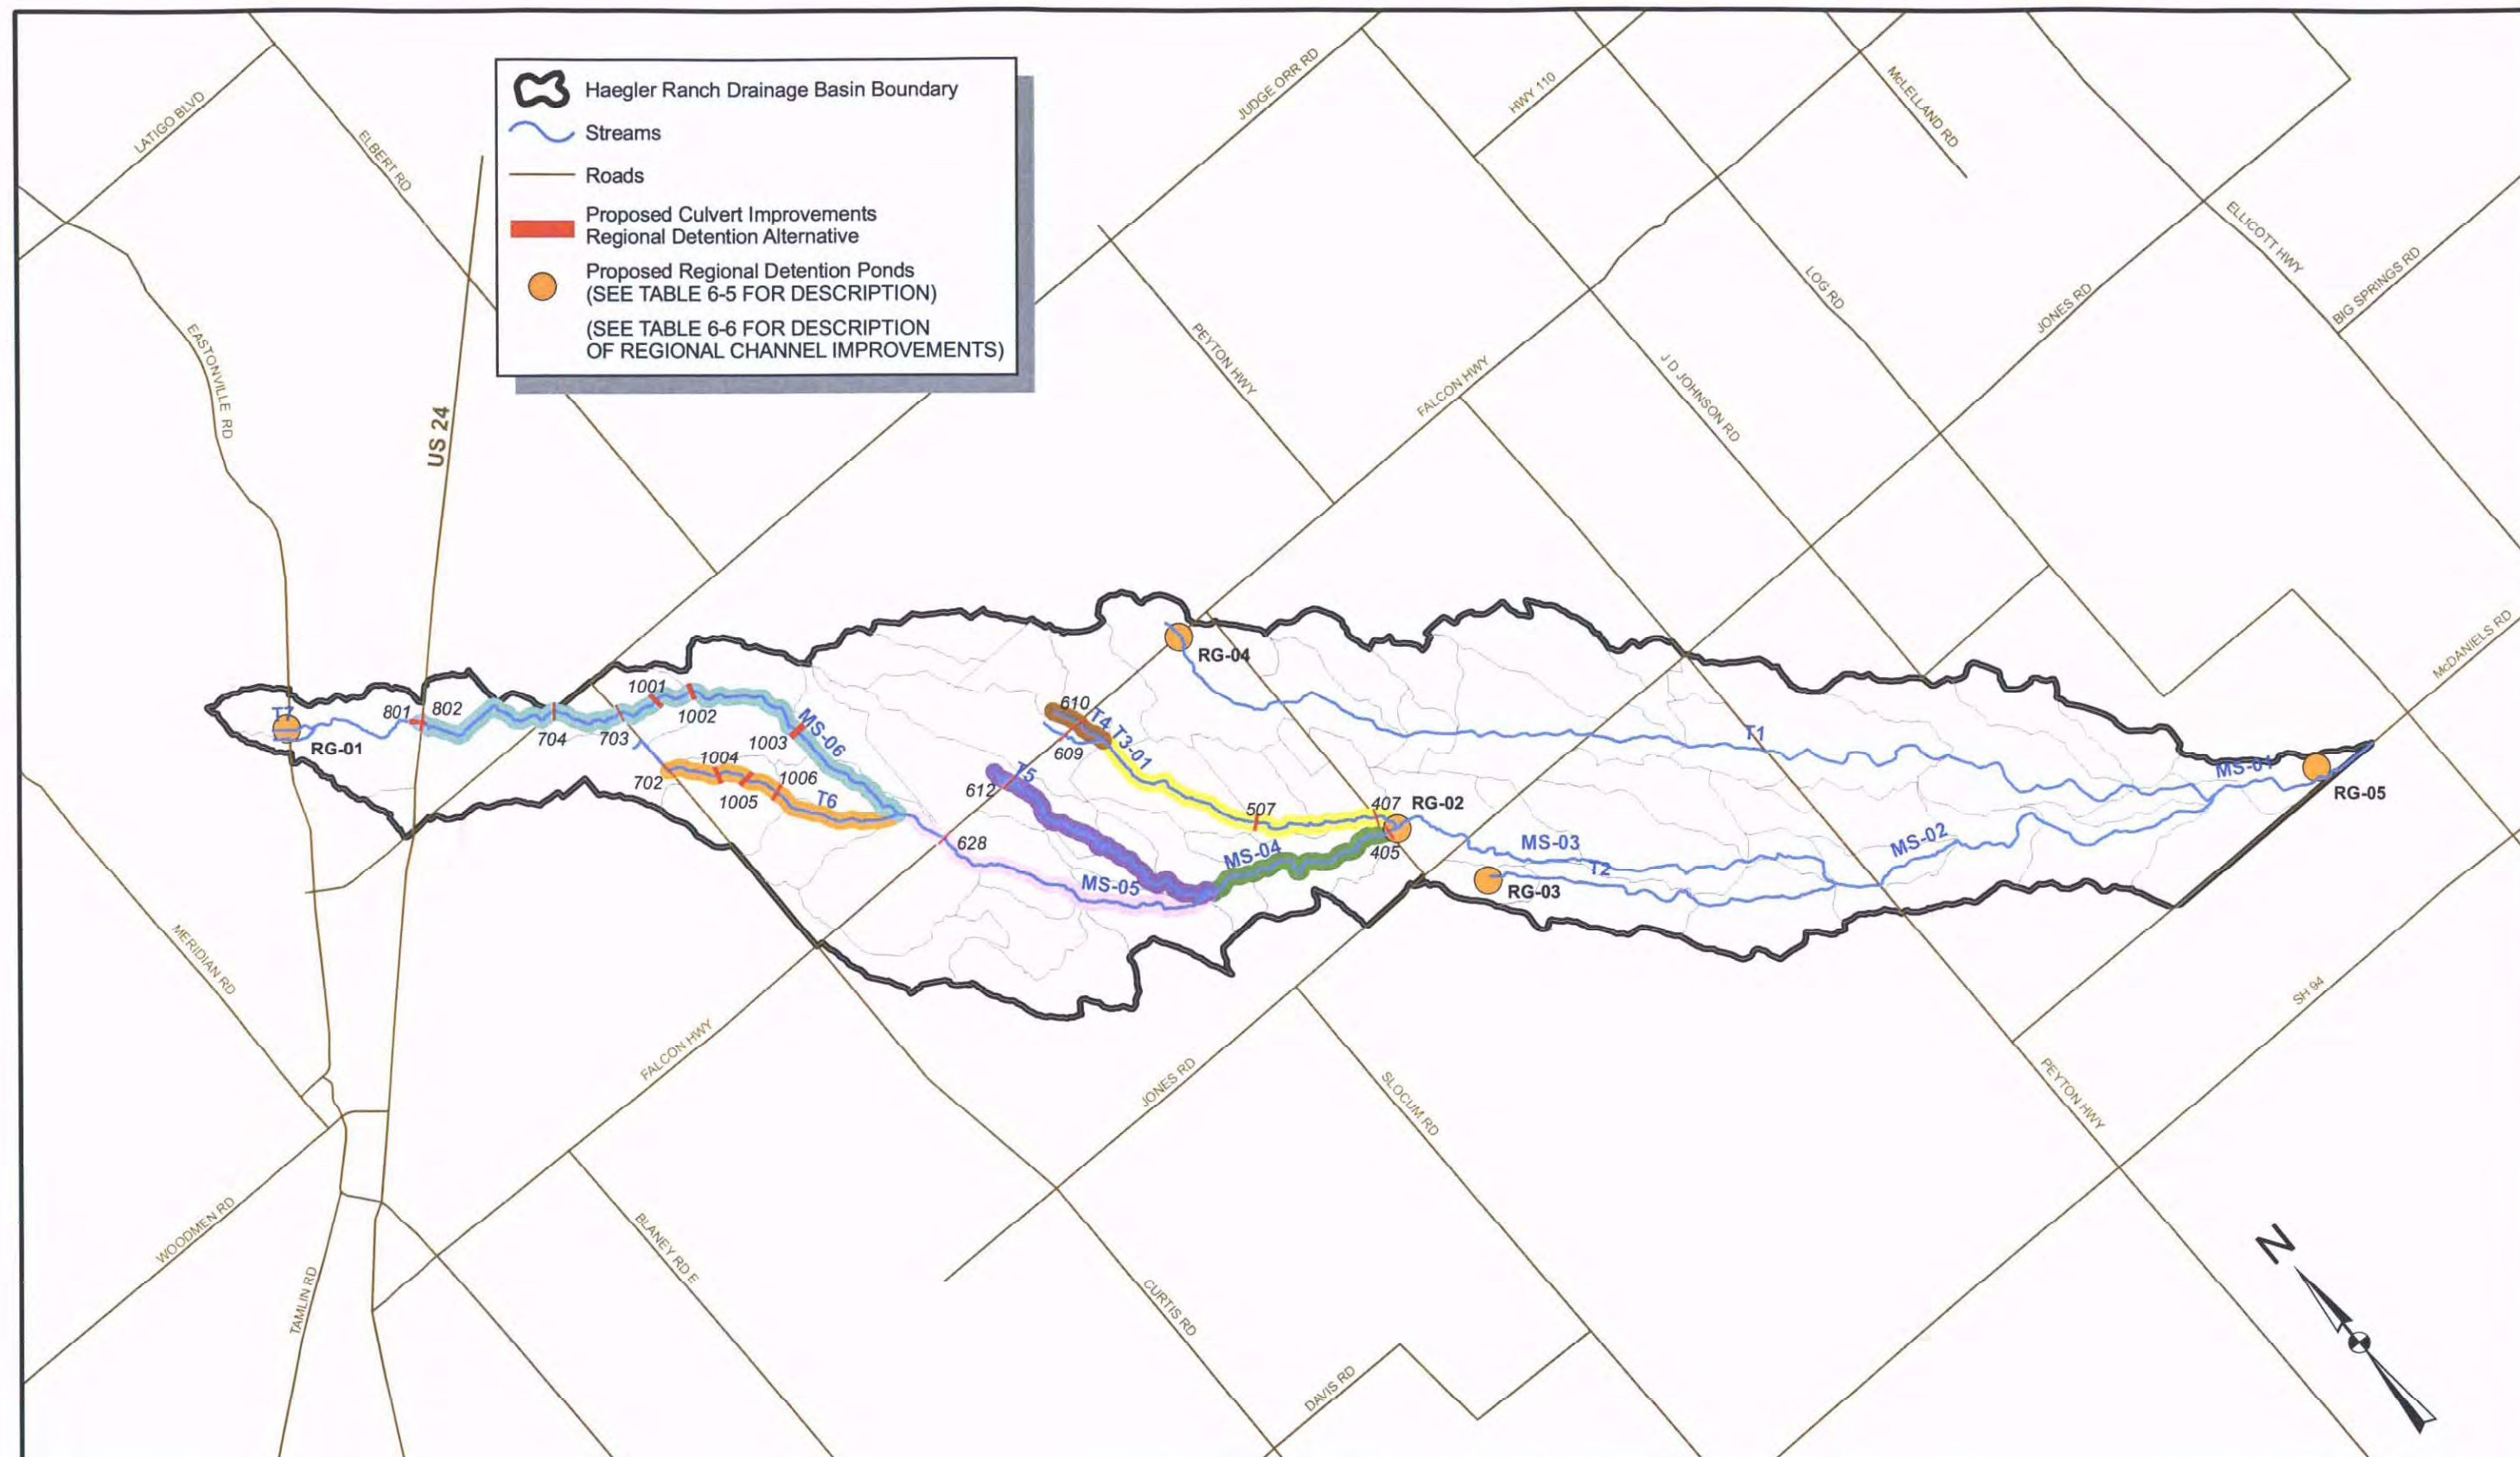 Haegler Ranch Drainage Basin Boundary
Streams
Roads
Proposed Culvert Improvements
Regional Detention Alternative
Proposed Regional Detention Ponds
(SEE TABLE 6-5 FOR DESCRIPTION)
(SEE TABLE 6-6 FOR DESCRIPTION
OF REGIONAL CHANNEL IMPROVEMENTS)
LATIGO BLVD
ELBERT RD
JUDGE ORR RD
HWY 110
McLELLAND RD
ELLICOTT HWY
BIG SPRINGS RD
LOG RD
JONES RD
EASTONVILLE RD
US 24
PEYTON HWY
FALCON HWY
J D JOHNSON RD
McDANIELS RD
RG-04
1001
1002
801
802
T7
RG-01
704
703
MS-06
1003
1004
702
1005
1006
T6
610
T4
T3-01
609
T5
612
628
507
407
RG-02
405
MS-04
MS-05
MS-03
T2
RG-03
T1
MS-02
MS-01
RG-05
MERIDIAN RD
FALCON HWY
JONES RD
SLOCUM RD
PEYTON HWY
SH 94
WOODMEN RD
TAMLIN RD
BLANEY RD E
CURTIS RD
DAVIS RD
N